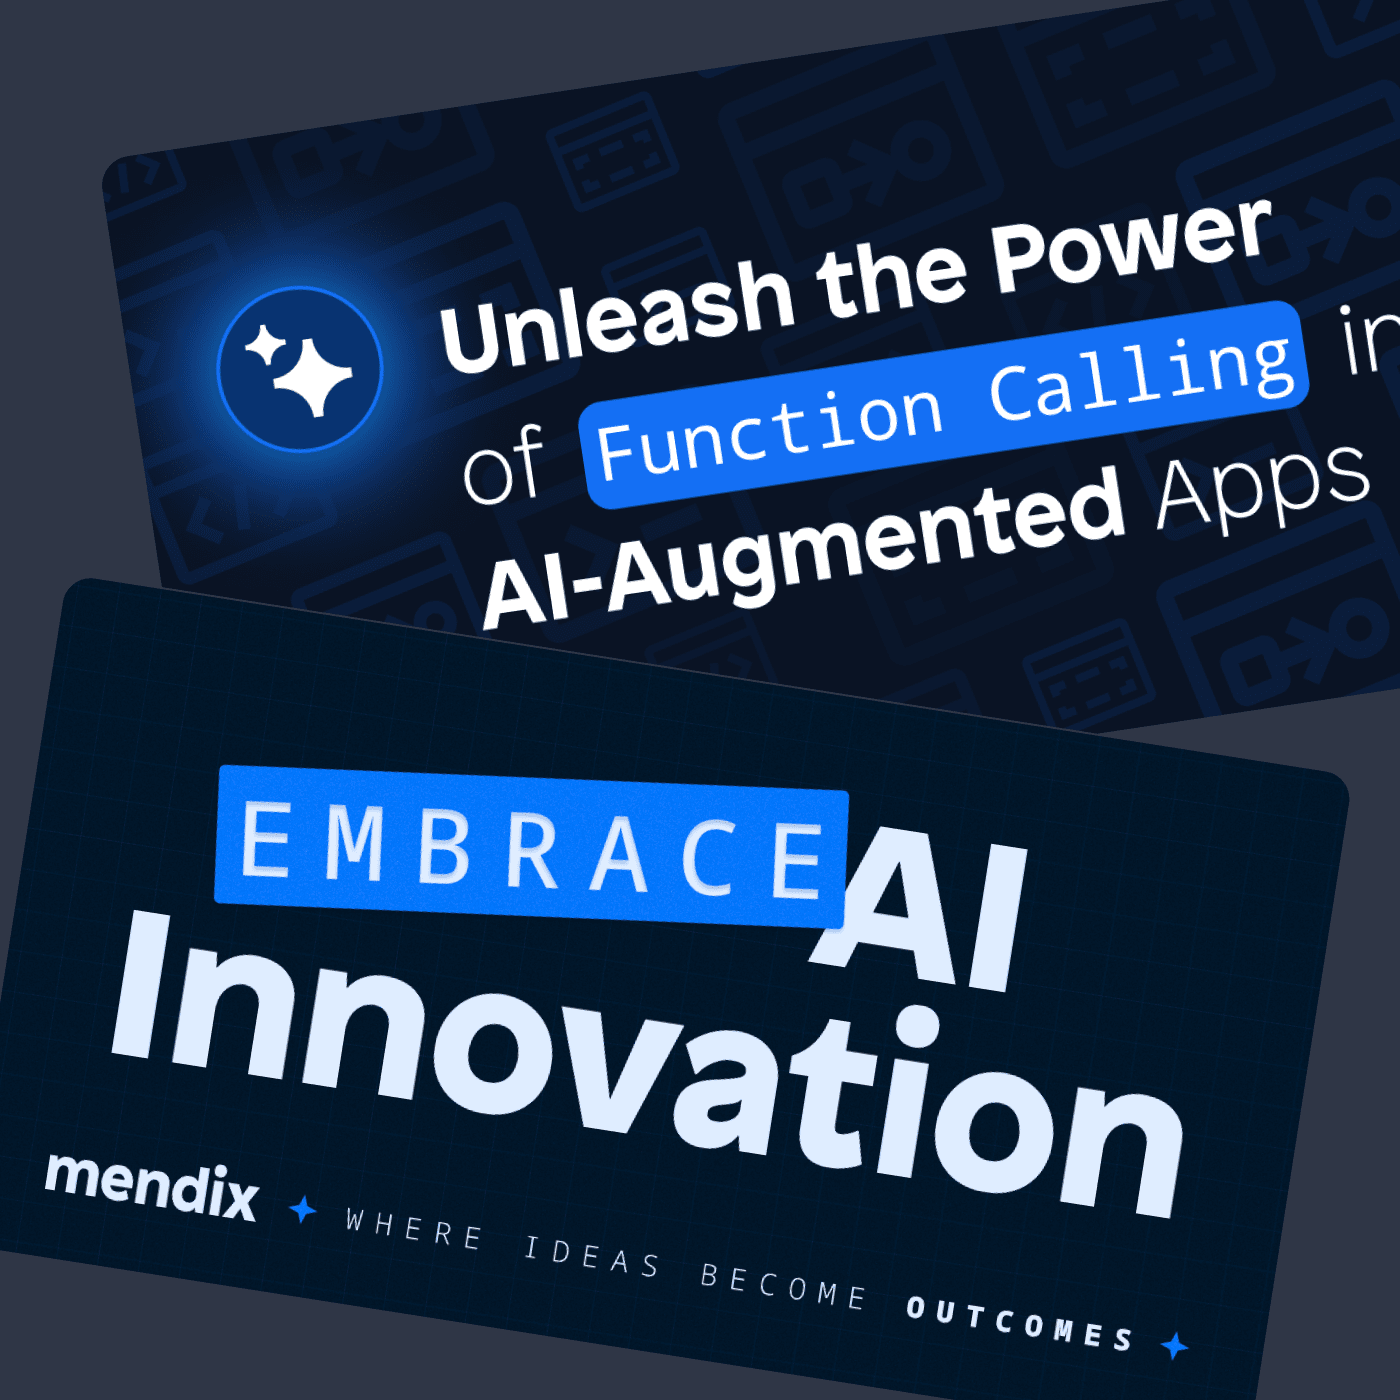 Unleash the Power
of Function Calling in
AI-Augmented Apps
EMBRACE AI
Innovation
mendix WHERE IDEAS BECOME OUTCOMES